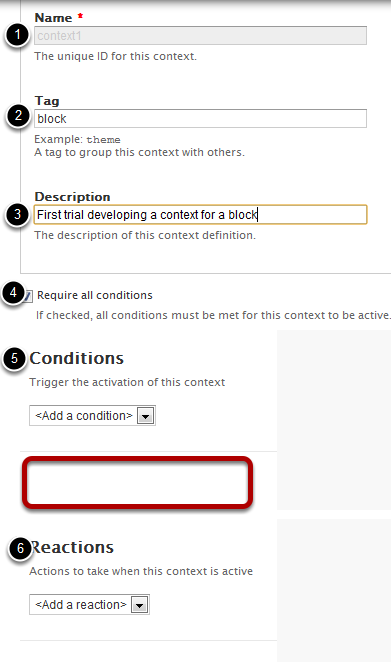 1
Name *
context1
The unique ID for this context.
2
Tag
block
Example: theme
A tag to group this context with others.
3
Description
First trial developing a context for a block
The description of this context definition.
4
Require all conditions
If checked, all conditions must be met for this context to be active.
5
Conditions
Trigger the activation of this context
<Add a condition>
6
Reactions
Actions to take when this context is active
<Add a reaction>